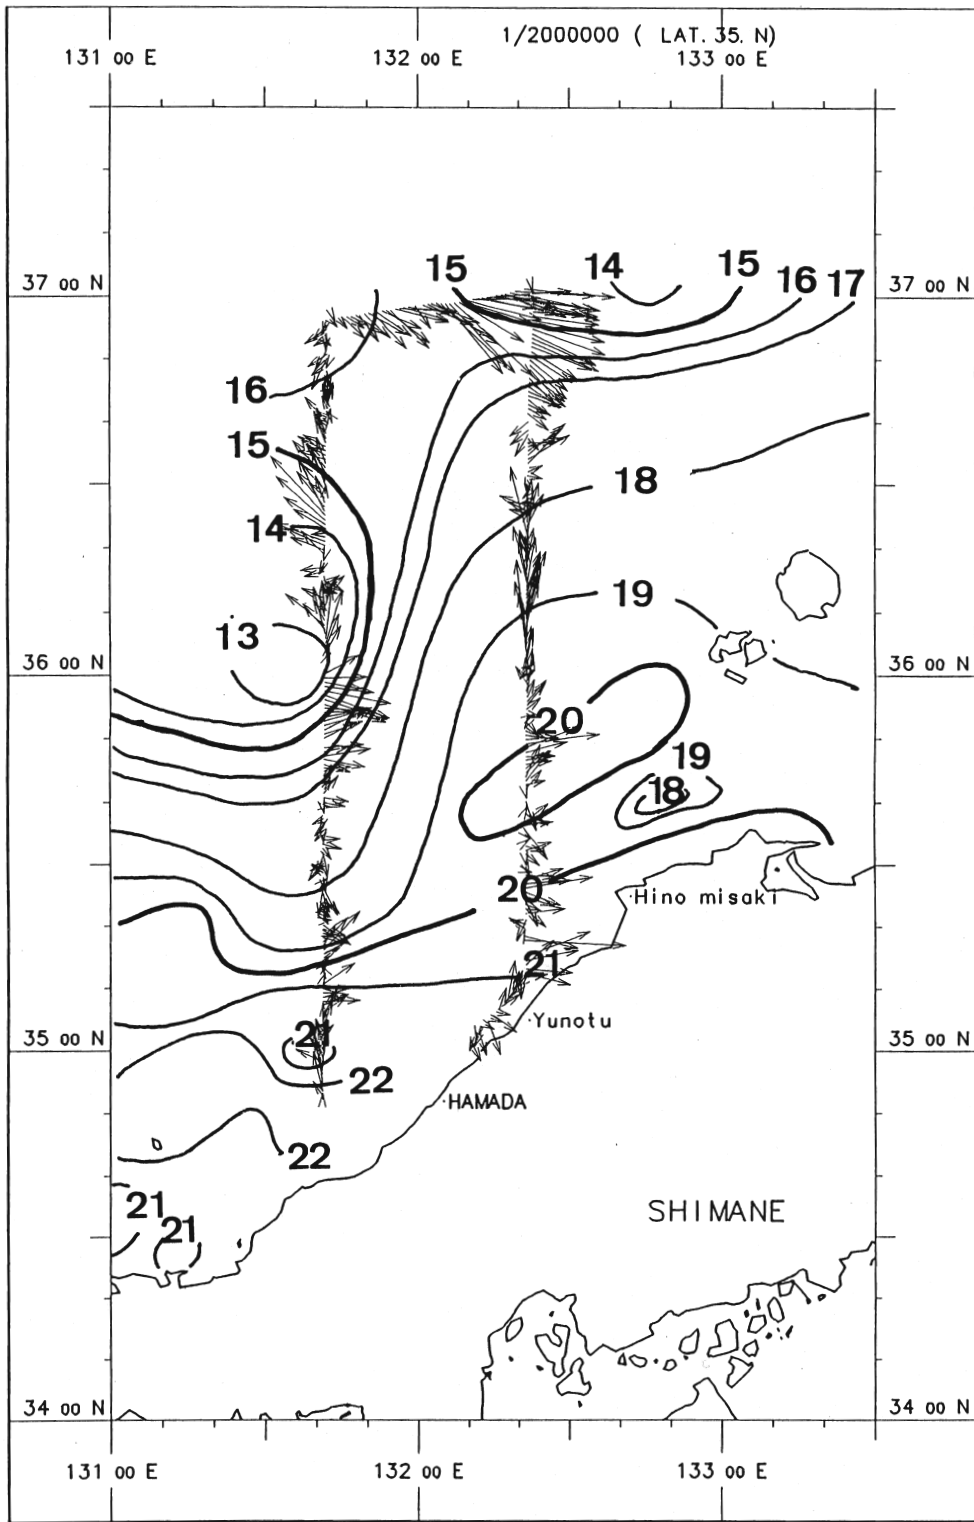 1/2000000 ( LAT. 35. N)
131 00 E 132 00 E 133 00 E
37 00 N 15 14 15 16 17 37 00 N
16
15
18
14
19
13
36 00 N 36 00 N
20
19
18
20
Hino misaki
21
Yunotu
21
35 00 N 35 00 N
22
HAMADA
22
21
SHIMANE
21
34 00 N 34 00 N
131 00 E 132 00 E 133 00 E